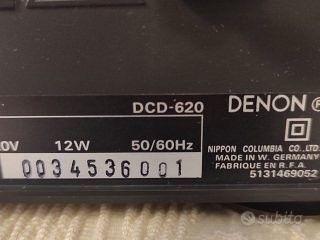 DCD-620
DENON
0V 12W 50/60Hz
0034536001
NIPPON COLUMBIA CO.,LTD.
MADE IN W. GERMANY
FABRIQUE EN R.F.A.
5131469052
subito